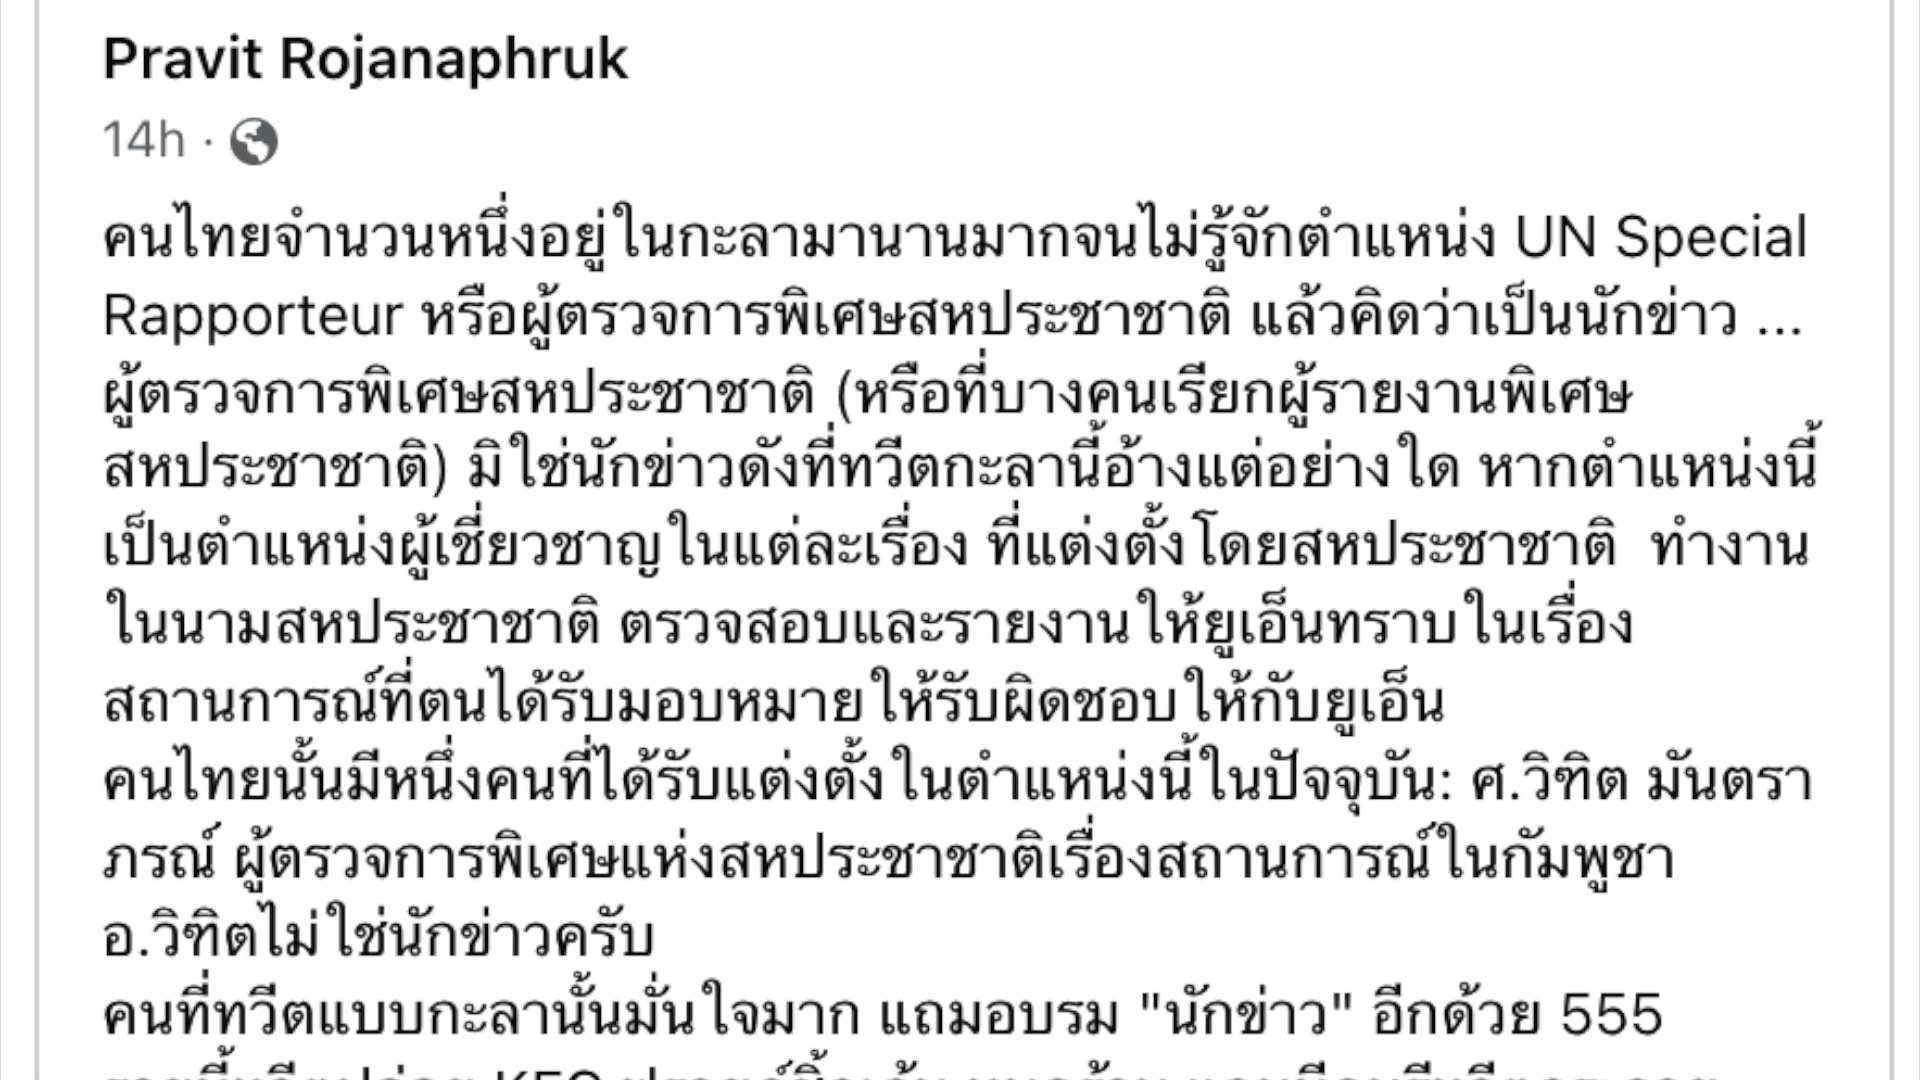 Pravit Rojanaphruk
14h ·
คนไทยจำนวนหนึ่งอยู่ในกะลามานานมากจนไม่รู้จักตำแหน่ง UN Special
Rapporteur หรือผู้ตรวจการพิเศษสหประชาชาติ แล้วคิดว่าเป็นนักข่าว ...
ผู้ตรวจการพิเศษสหประชาชาติ (หรือที่บางคนเรียกผู้รายงานพิเศษ
สหประชาชาติ) มิใช่นักข่าวดังที่ทวีตกะลานี้อ้างแต่อย่างใด หากตำแหน่งนี้
เป็นตำแหน่งผู้เชี่ยวชาญในแต่ละเรื่อง ที่แต่งตั้งโดยสหประชาชาติ  ทำงาน
ในนามสหประชาชาติ ตรวจสอบและรายงานให้ยูเอ็นทราบในเรื่อง
สถานการณ์ที่ตนได้รับมอบหมายให้รับผิดชอบให้กับยูเอ็น
คนไทยนั้นมีหนึ่งคนที่ได้รับแต่งตั้งในตำแหน่งนี้ในปัจจุบัน: ศ.วิฑิต มันตรา
ภรณ์ ผู้ตรวจการพิเศษแห่งสหประชาชาติเรื่องสถานการณ์ในกัมพูชา
อ.วิฑิตไม่ใช่นักข่าวครับ
คนที่ทวีตแบบกะลานั้นมั่นใจมาก แถมอบรม "นักข่าว" อีกด้วย 555